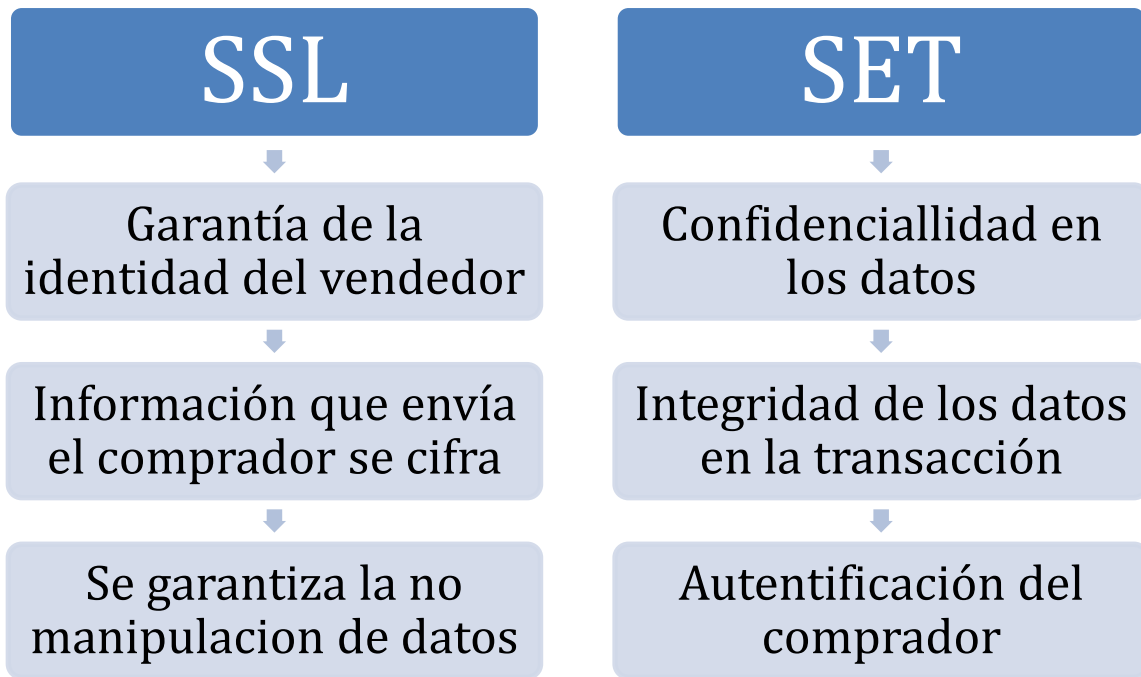 SSL
Garantía de la
identidad del vendedor
Información que envía
el comprador se cifra
Se garantiza la no
manipulacion de datos
SET
Confidenciallidad en
los datos
Integridad de los datos
en la transacción
Autentificación del
comprador